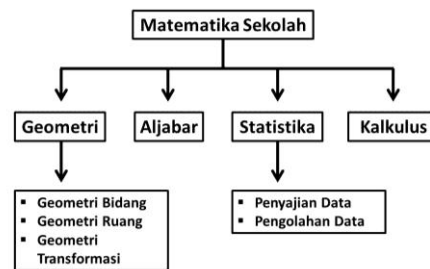 Matematika Sekolah
Geometri Aljabar Statistika Kalkulus
▪ Geometri Bidang
▪ Geometri Ruang
▪ Geometri
Transformasi
▪ Penyajian Data
▪ Pengolahan Data